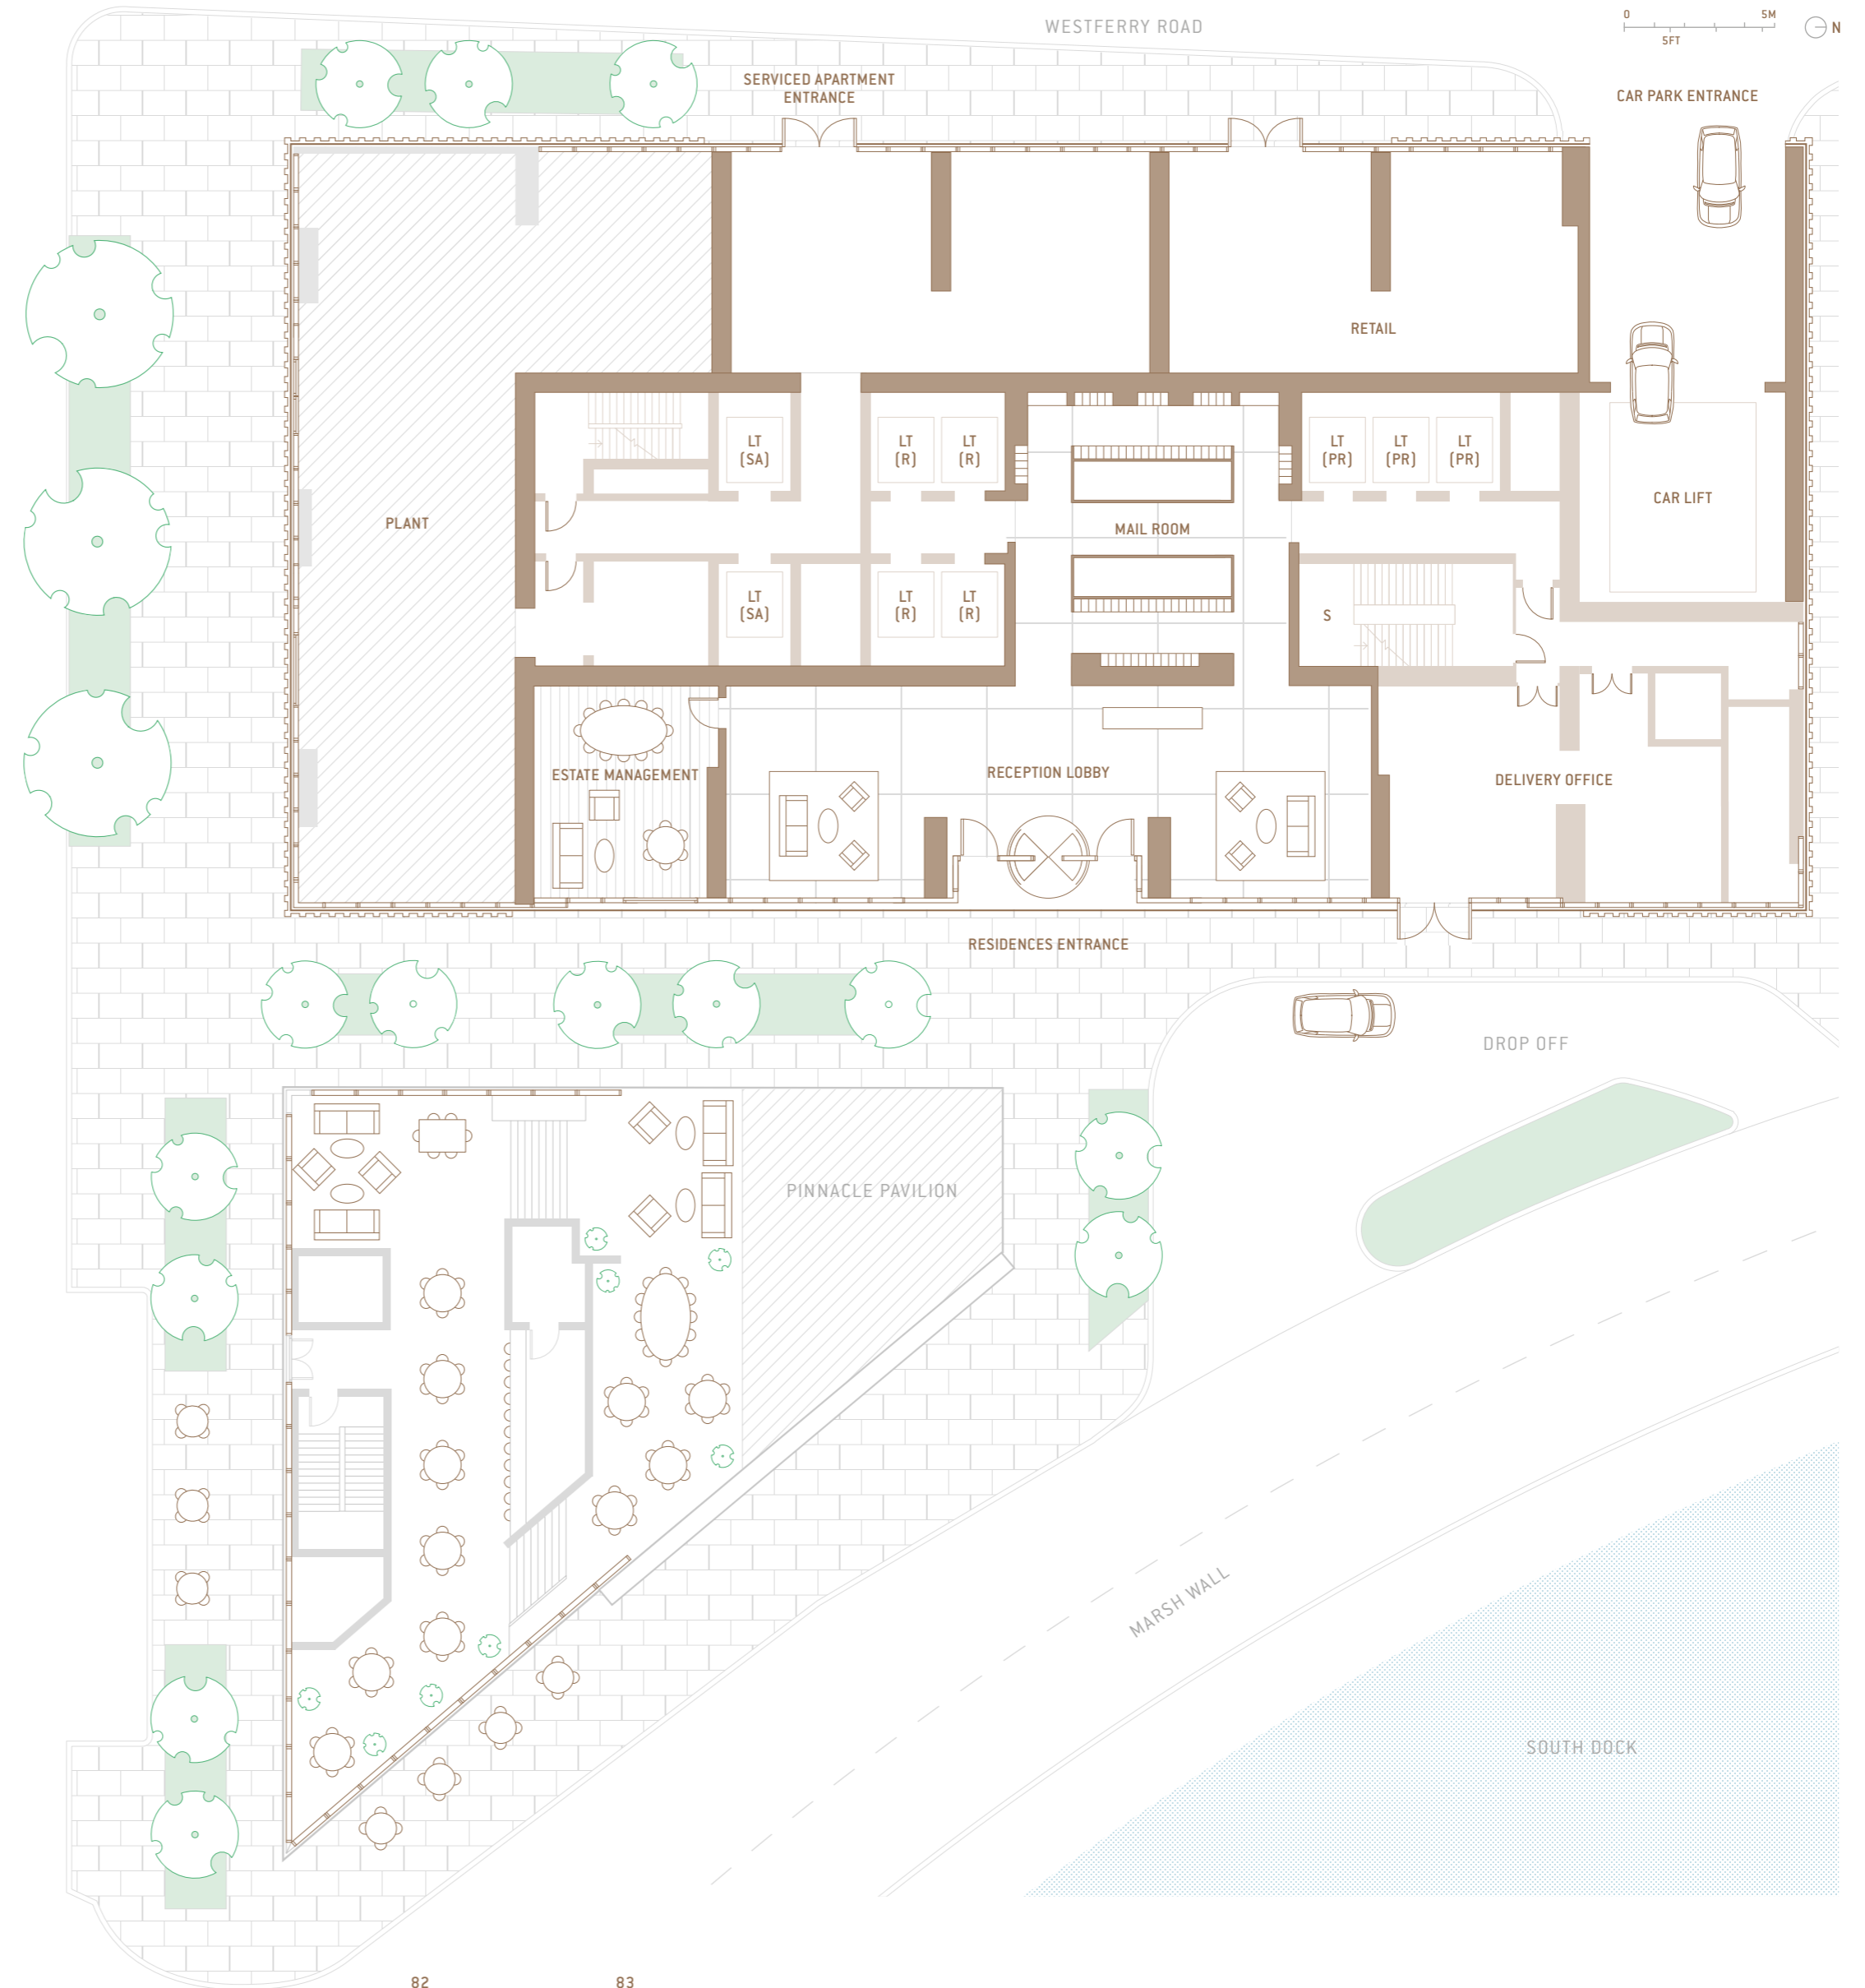 WESTFERRY ROAD
0 5M
5FT
N
SERVICED APARTMENT
ENTRANCE
CAR PARK ENTRANCE
RETAIL
LT
(SA)
LT
(R)
LT
(R)
LT
(PR)
LT
(PR)
LT
(PR)
CAR LIFT
PLANT
MAIL ROOM
LT
(SA)
LT
(R)
LT
(R)
S
ESTATE MANAGEMENT
RECEPTION LOBBY
DELIVERY OFFICE
RESIDENCES ENTRANCE
DROP OFF
PINNACLE PAVILION
MARSH WALL
SOUTH DOCK
82 83